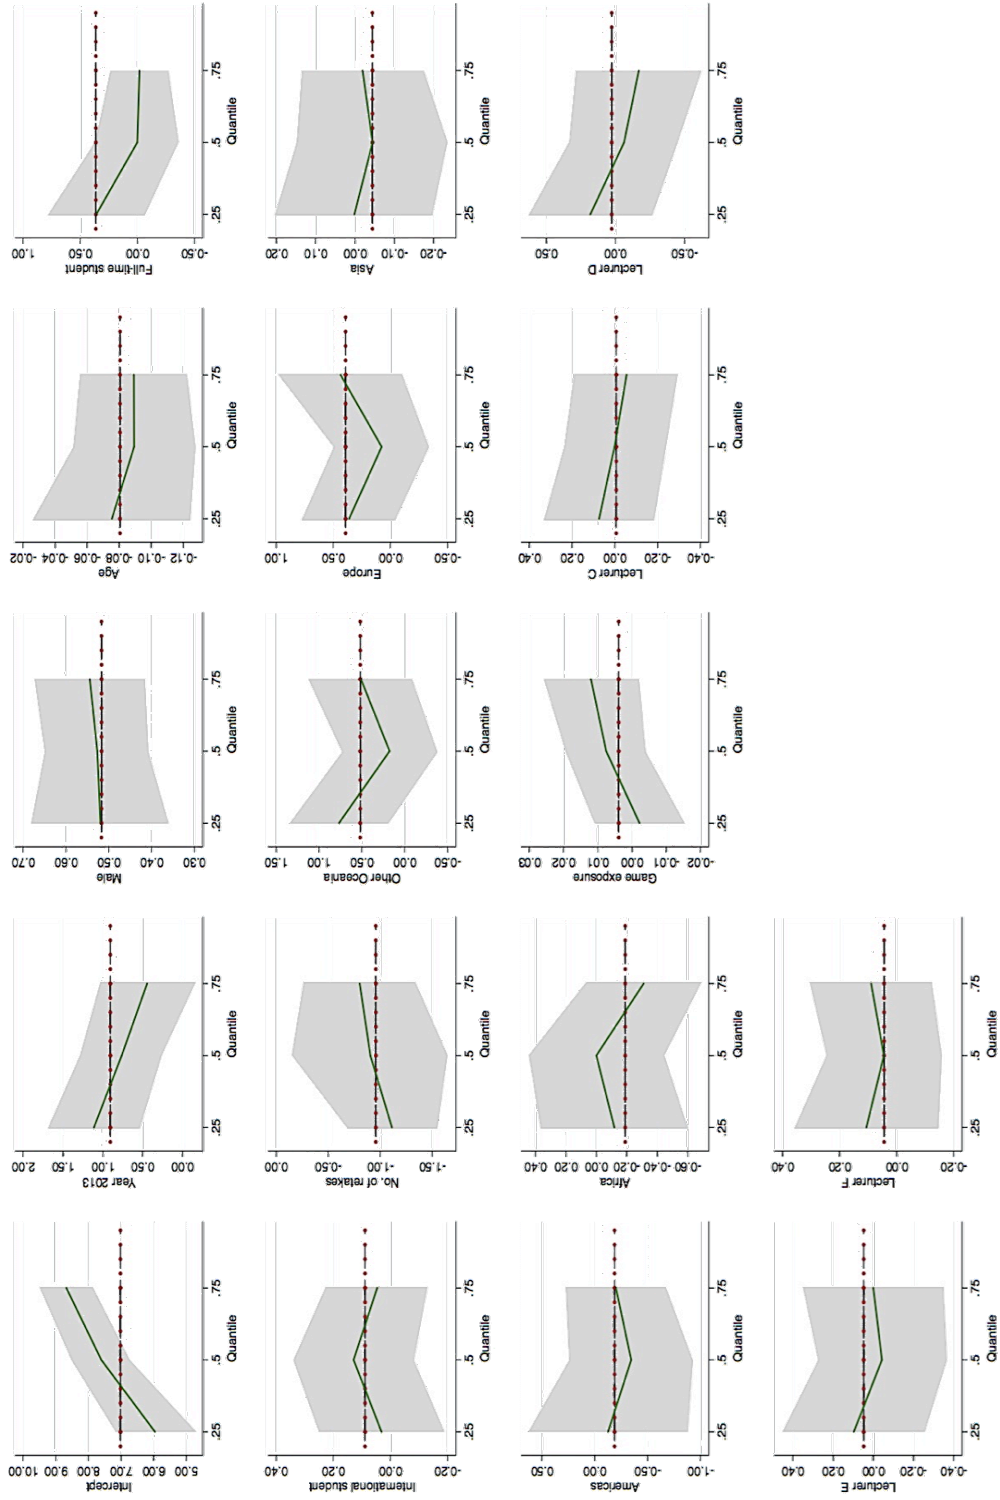 Intercept
10.00
9.00
8.00
7.00
6.00
5.00
.25 .5 .75
Quantile
Year 2013
2.00
1.50
1.00
0.50
0.00
.25 .5 .75
Quantile
Male
0.70
0.60
0.50
0.40
0.30
.25 .5 .75
Quantile
Age
-0.02
-0.04
-0.06
-0.08
-0.10
-0.12
.25 .5 .75
Quantile
Full-time student
1.00
0.50
0.00
-0.50
.25 .5 .75
Quantile
International student
0.40
0.20
0.00
-0.20
.25 .5 .75
Quantile
No. of retakes
0.00
-0.50
-1.00
-1.50
.25 .5 .75
Quantile
Other Oceania
1.50
1.00
0.50
0.00
-0.50
.25 .5 .75
Quantile
Europe
1.00
0.50
0.00
-0.50
.25 .5 .75
Quantile
Asia
0.20
0.10
0.00
-0.10
-0.20
.25 .5 .75
Quantile
Americas
0.50
0.00
-0.50
-1.00
.25 .5 .75
Quantile
Africa
0.40
0.20
0.00
-0.20
-0.40
-0.60
.25 .5 .75
Quantile
Game exposure
0.03
0.02
0.01
0.00
-0.01
-0.02
.25 .5 .75
Quantile
Lecturer C
0.40
0.20
0.00
-0.20
-0.40
.25 .5 .75
Quantile
Lecturer D
0.50
0.00
-0.50
.25 .5 .75
Quantile
Lecturer E
0.40
0.20
0.00
-0.20
-0.40
.25 .5 .75
Quantile
Lecturer F
0.40
0.20
0.00
-0.20
.25 .5 .75
Quantile